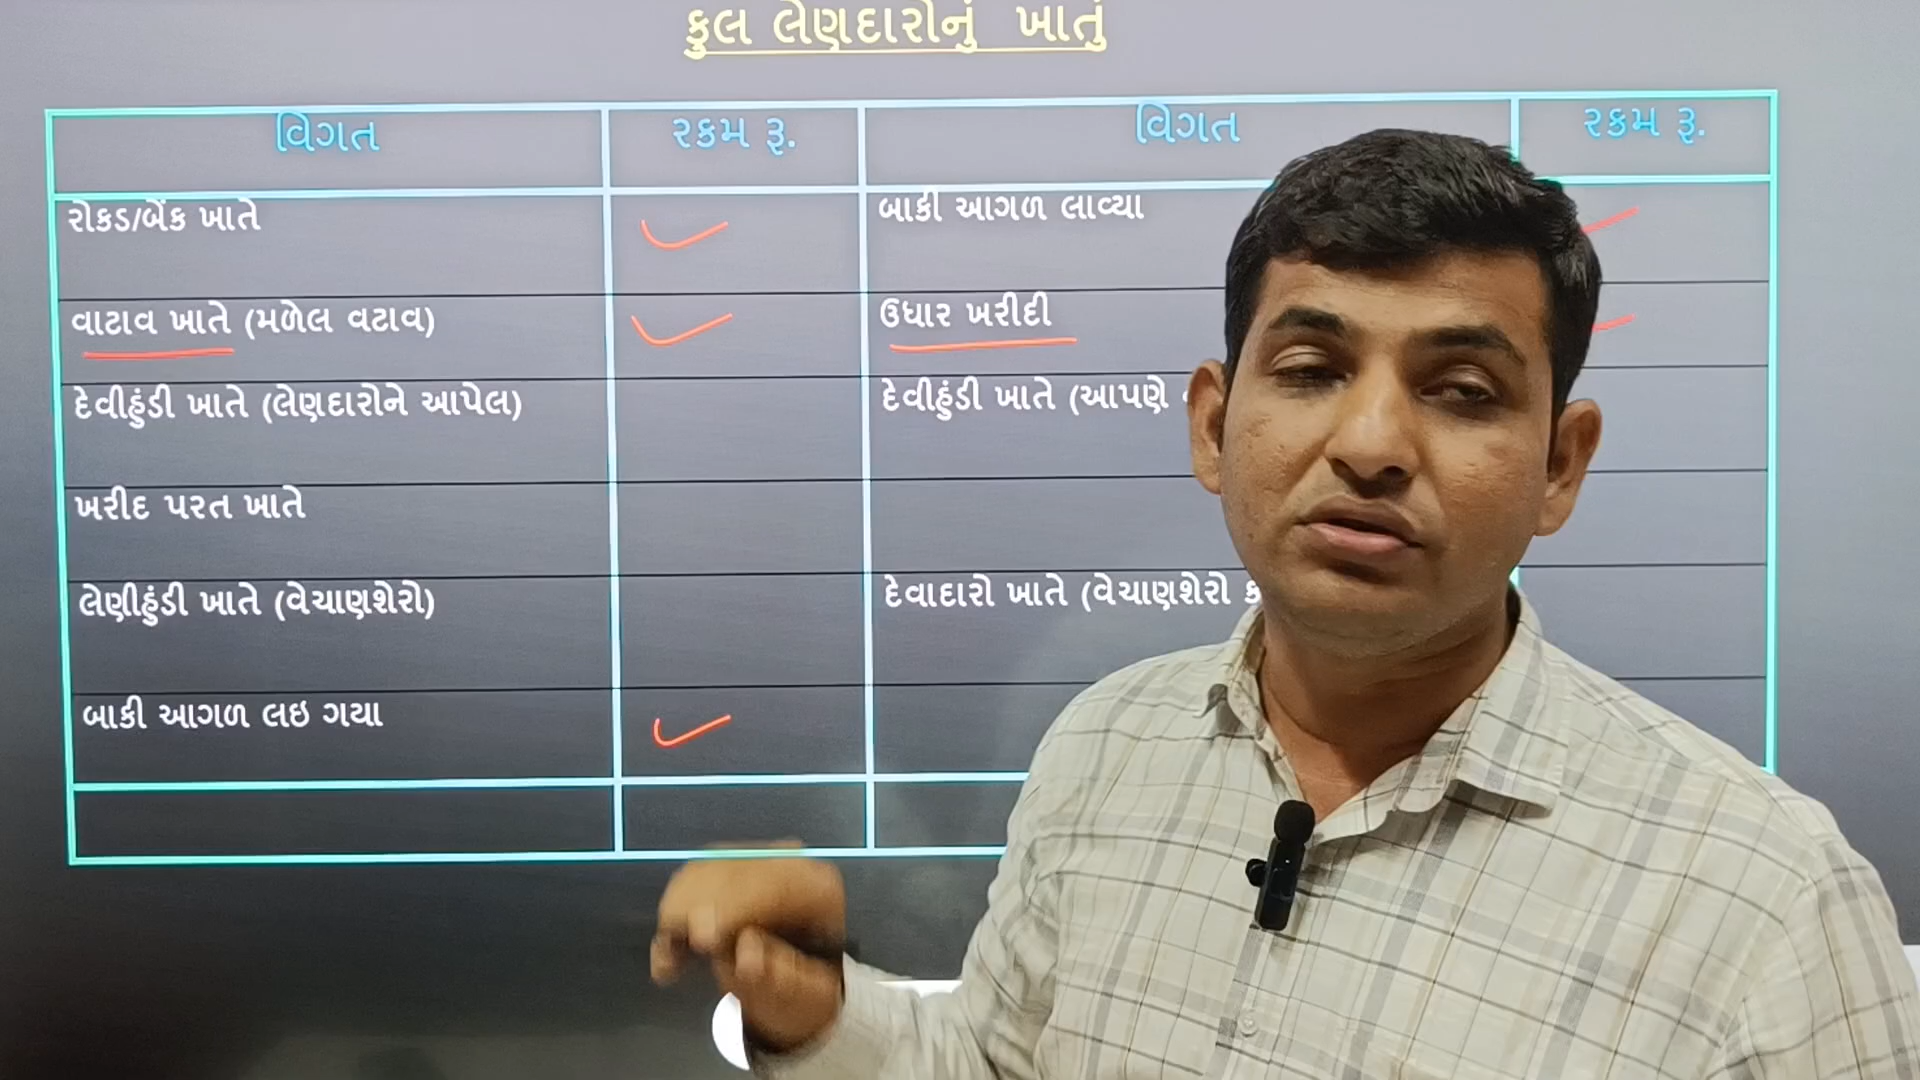 કુલ લેણદારોનું ખાતું
વિગત રકમ રૂ. વિગત રકમ રૂ.
રોકડ/બેંક ખાતે બાકી આગળ લાવ્યા
વાટાવ ખાતે (મળેલ વટાવ) ઉધાર ખરીદી
દેવીહુંડી ખાતે (લેણદારોને આપેલ) દેવીહુંડી ખાતે (આપણે
ખરીદ પરત ખાતે
લેણીહુંડી ખાતે (વેચાણશેરો) દેવાદારો ખાતે (વેચાણશેરો
બાકી આગળ લઇ ગયા